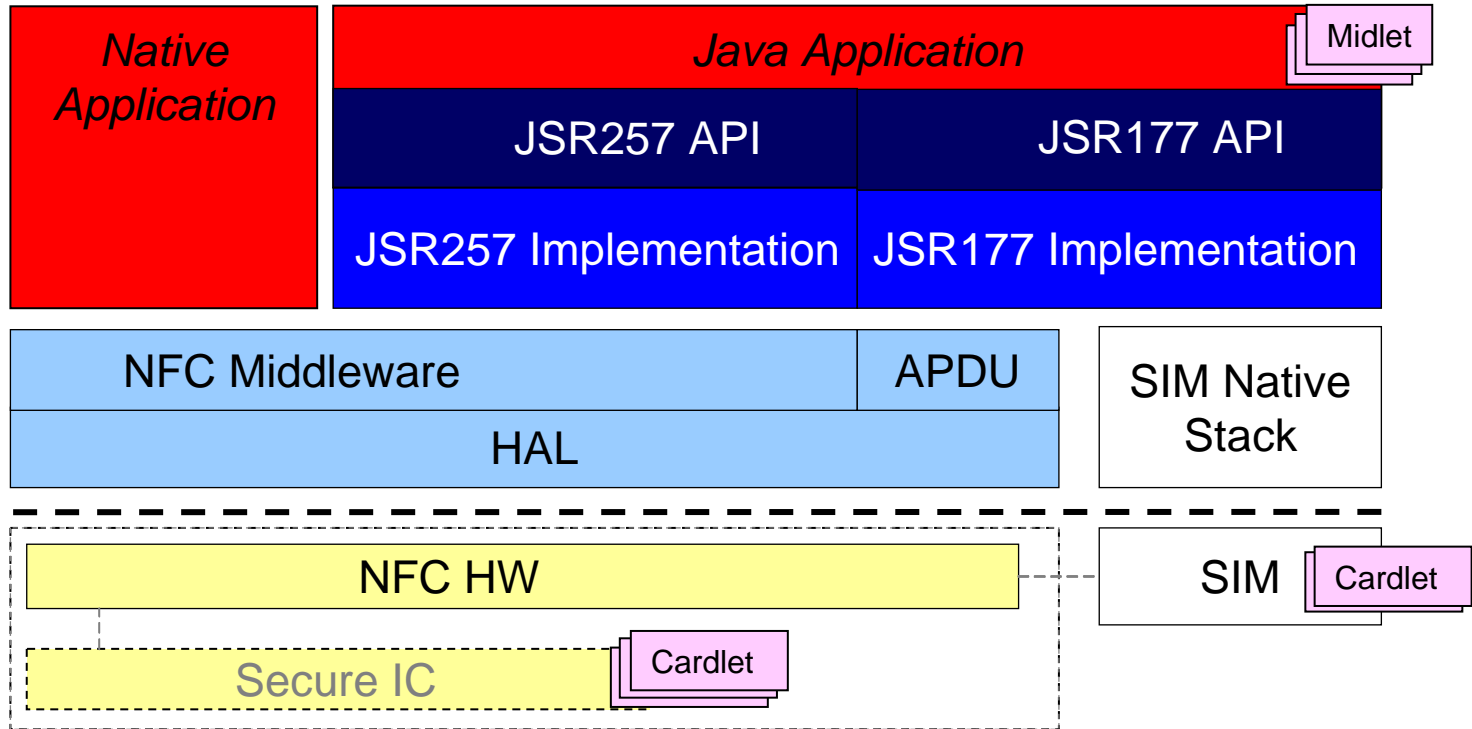 Native
Application
Java Application
Midlet
JSR257 API
JSR177 API
JSR257 Implementation
JSR177 Implementation
NFC Middleware
APDU
SIM Native
Stack
HAL
NFC HW
SIM
Cardlet
Secure IC
Cardlet